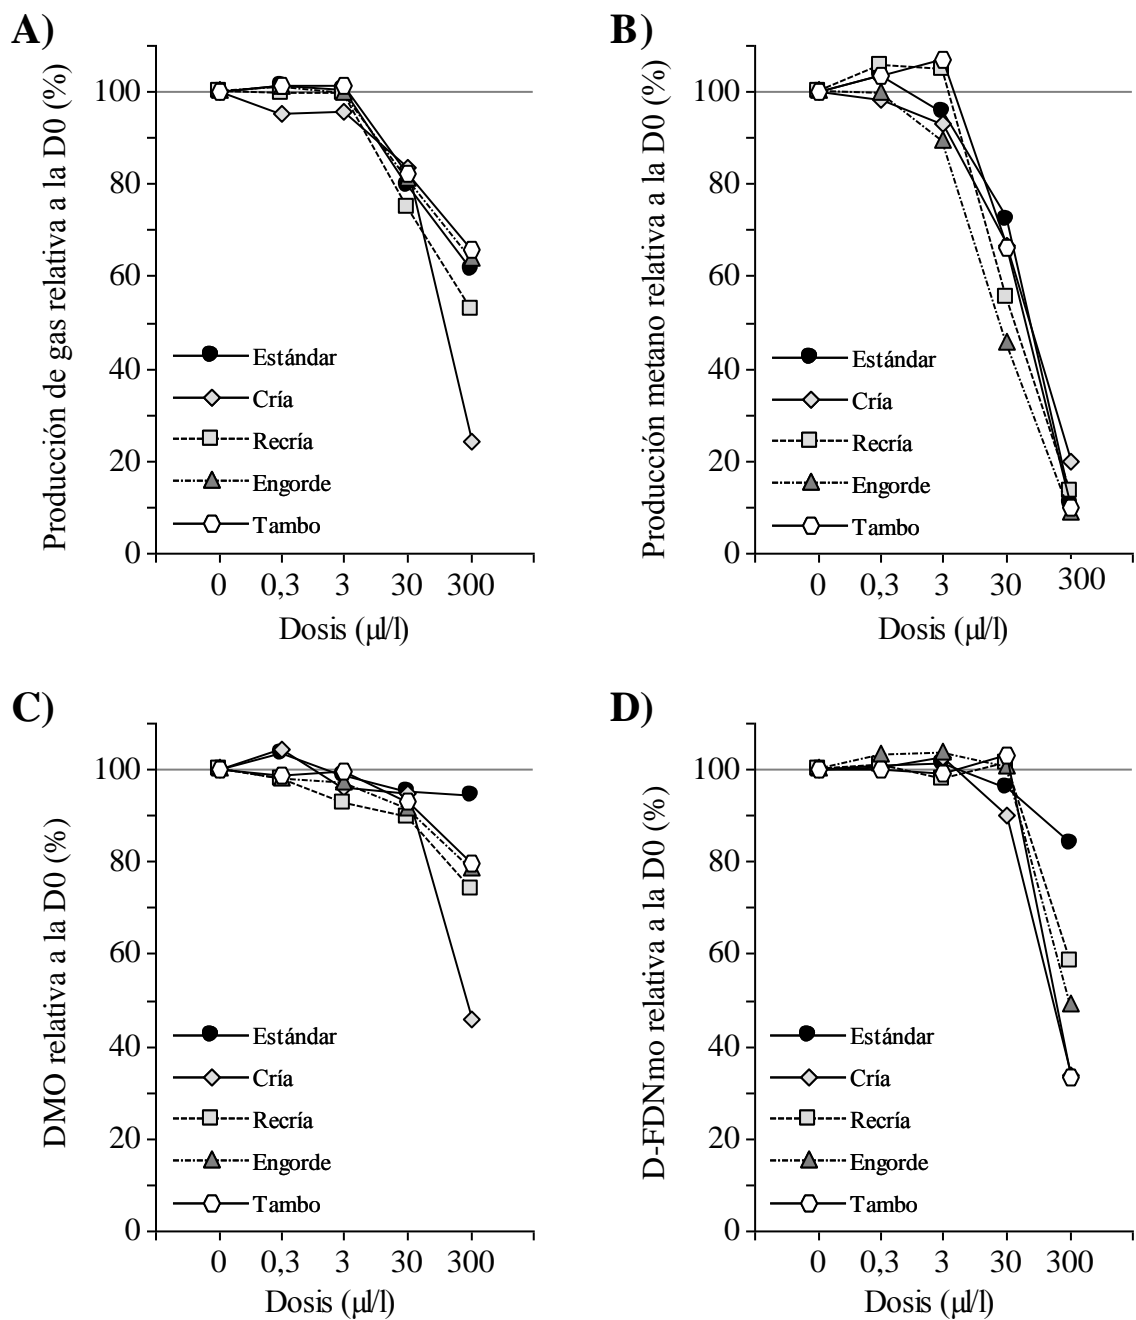 A)
Producción de gas relativa a la D0 (%)
100
80
60
40
20
0
Estándar
Cría
Recría
Engorde
Tambo
0 0,3 3 30 300
Dosis (µl/l)
B)
Producción metano relativa a la D0 (%)
100
80
60
40
20
0
Estándar
Cría
Recría
Engorde
Tambo
0 0,3 3 30 300
Dosis (µl/l)
C)
DMO relativa a la D0 (%)
100
80
60
40
20
0
Estándar
Cría
Recría
Engorde
Tambo
0 0,3 3 30 300
Dosis (µl/l)
D)
D-FDNmo relativa a la D0 (%)
100
80
60
40
20
0
Estándar
Cría
Recría
Engorde
Tambo
0 0,3 3 30 300
Dosis (µl/l)